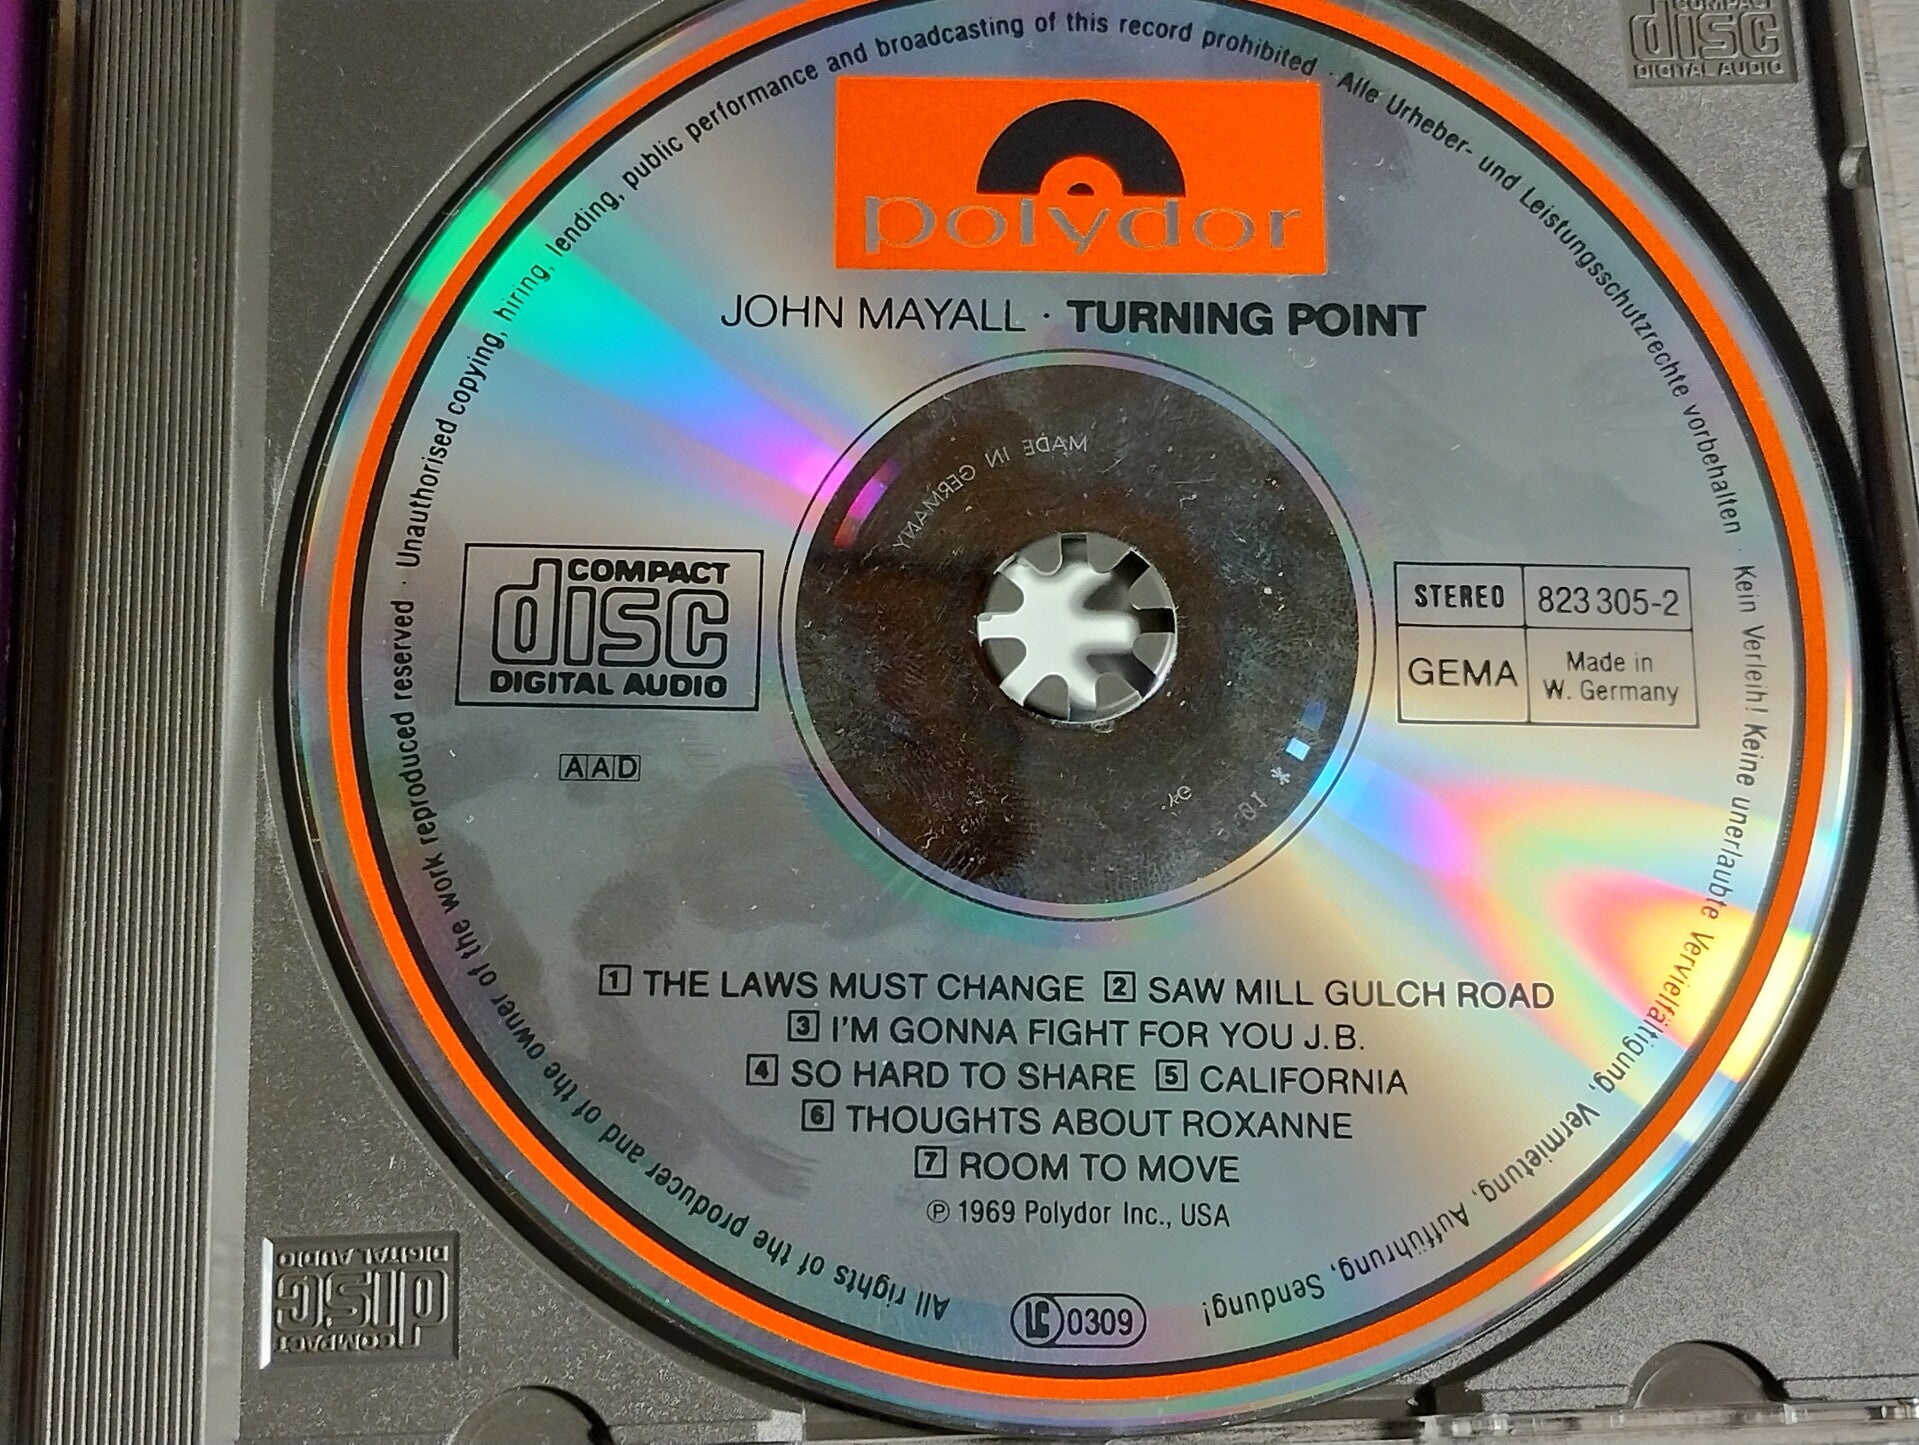 COMPACT
disc
DIGITAL AUDIO
All rights of the producer and of the owner of the work reproduced reserved · Unauthorised copying, hiring, lending, public performance and broadcasting of this record prohibited · Alle Urheber- und Leistungsschutzrechte vorbehalten · Kein Verleih! Keine unerlaubte Vervielfältigung, Vermietung, Aufführung, Sendung!
polydor
JOHN MAYALL · TURNING POINT
MADE IN GERMANY
COMPACT
disc
DIGITAL AUDIO
STEREO 823 305-2
GEMA Made in
W. Germany
AAD
1 THE LAWS MUST CHANGE 2 SAW MILL GULCH ROAD
3 I'M GONNA FIGHT FOR YOU J.B.
4 SO HARD TO SHARE 5 CALIFORNIA
6 THOUGHTS ABOUT ROXANNE
7 ROOM TO MOVE
℗ 1969 Polydor Inc., USA
LC 0309
COMPACT
disc
DIGITAL AUDIO